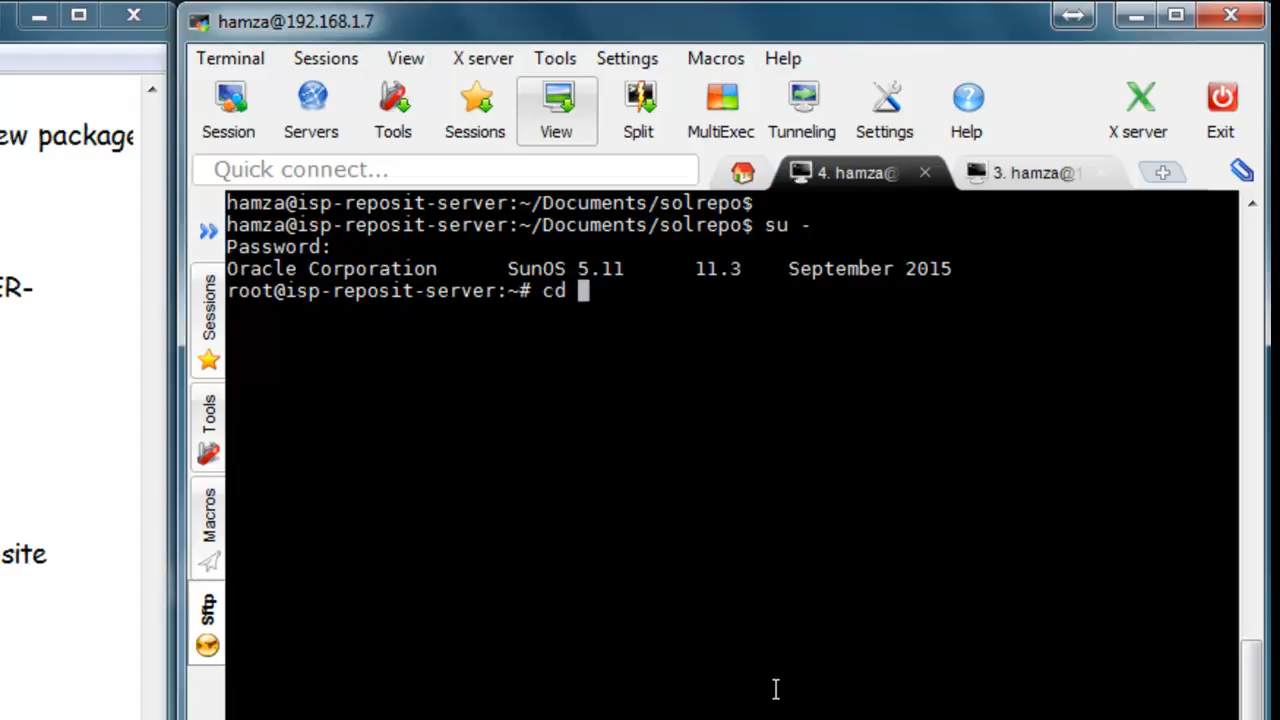 hamza@192.168.1.7
Terminal Sessions View X server Tools Settings Macros Help
Session Servers Tools Sessions View Split MultiExec Tunneling Settings Help X server Exit
Quick connect...
4. hamza@
3. hamza@
hamza@isp-reposit-server:~/Documents/solrepo$
hamza@isp-reposit-server:~/Documents/solrepo$ su -
Password:
Oracle Corporation SunOS 5.11 11.3 September 2015
root@isp-reposit-server:~# cd
Sessions
Tools
Macros
Sftp
ew package
ER-
site